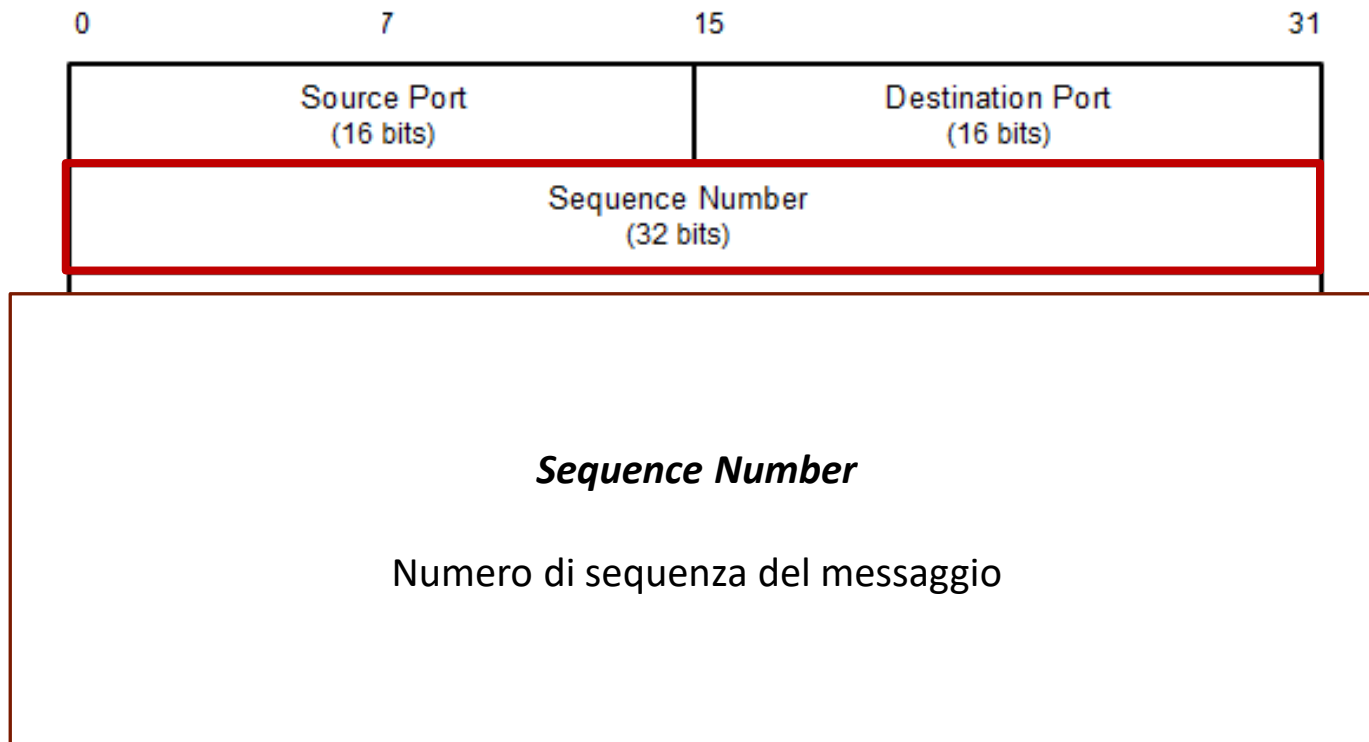 0 7 15 31
Source Port Destination Port
(16 bits) (16 bits)
Sequence Number
(32 bits)
Sequence Number
Numero di sequenza del messaggio